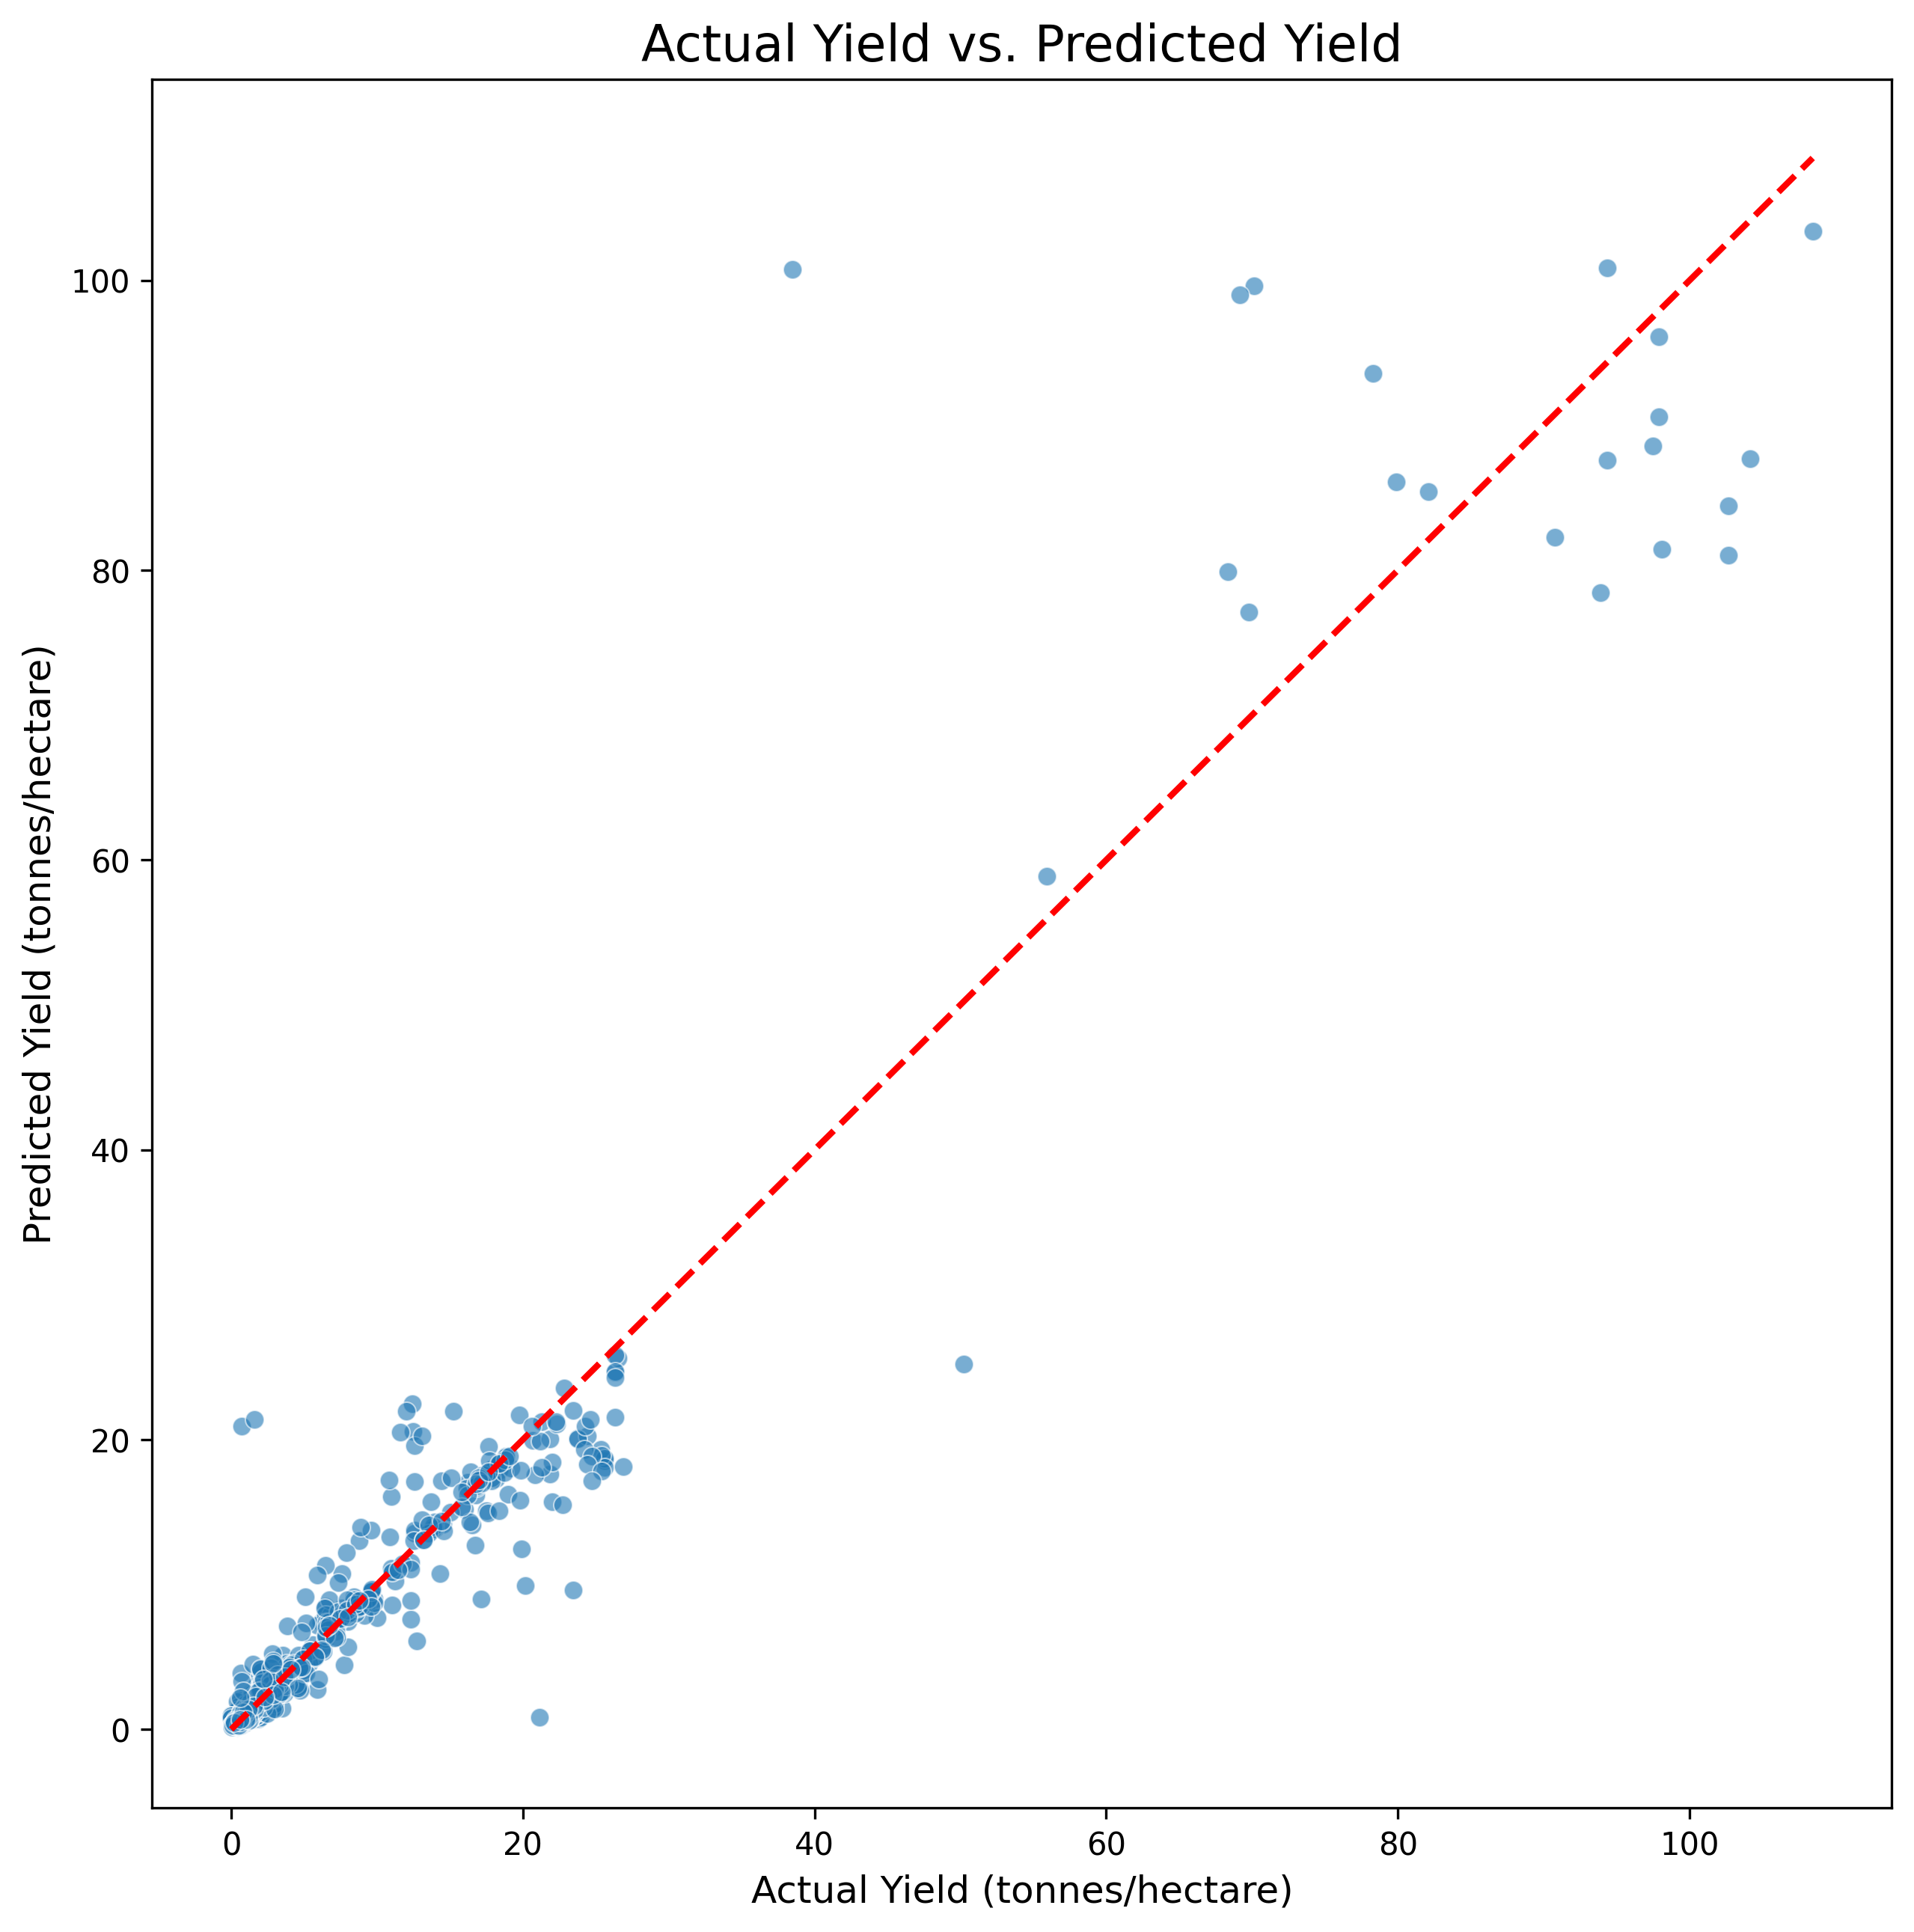 Actual Yield vs. Predicted Yield
Predicted Yield (tonnes/hectare)
100
80
60
40
20
0
0 20 40 60 80 100
Actual Yield (tonnes/hectare)